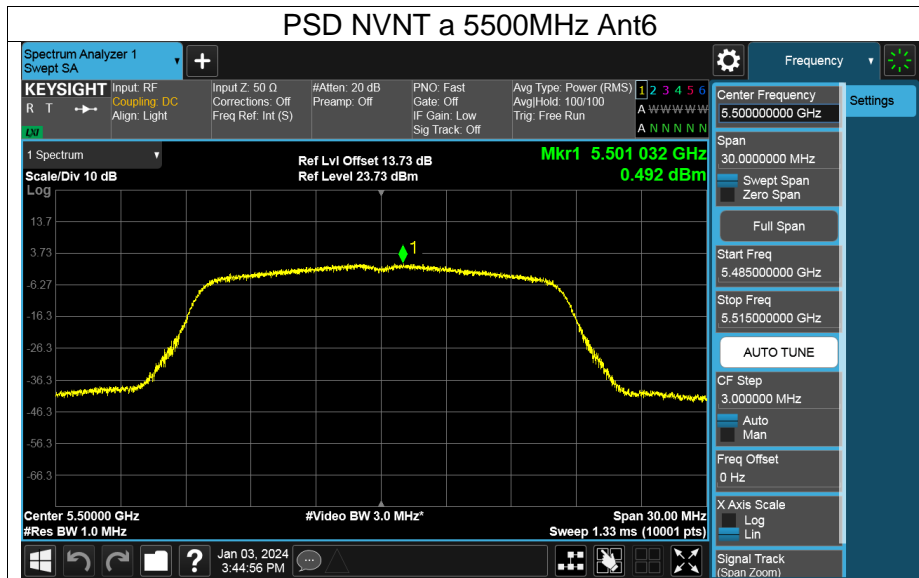 PSD NVNT a 5500MHz Ant6
Spectrum Analyzer 1
Swept SA
+
Frequency
KEYSIGHT
R T
LXI
Input: RF
Coupling: DC
Align: Light
Input Z: 50 Ω
Corrections: Off
Freq Ref: Int (S)
#Atten: 20 dB
Preamp: Off
PNO: Fast
Gate: Off
IF Gain: Low
Sig Track: Off
Avg Type: Power (RMS)
Avg|Hold: 100/100
Trig: Free Run
1 2 3 4 5 6
A W W W W W
A N N N N N
1 Spectrum
Scale/Div 10 dB
Log
Ref Lvl Offset 13.73 dB
Ref Level 23.73 dBm
Mkr1 5.501 032 GHz
0.492 dBm
13.7
3.73
-6.27
-16.3
-26.3
-36.3
-46.3
-56.3
-66.3
1
Center 5.50000 GHz
#Res BW 1.0 MHz
#Video BW 3.0 MHz*
Span 30.00 MHz
Sweep 1.33 ms (10001 pts)
Center Frequency
5.500000000 GHz
Span
30.0000000 MHz
Swept Span
Zero Span
Full Span
Start Freq
5.485000000 GHz
Stop Freq
5.515000000 GHz
AUTO TUNE
CF Step
3.000000 MHz
Auto
Man
Freq Offset
0 Hz
X Axis Scale
Log
Lin
Signal Track
(Span Zoom)
Settings
?
Jan 03, 2024
3:44:56 PM